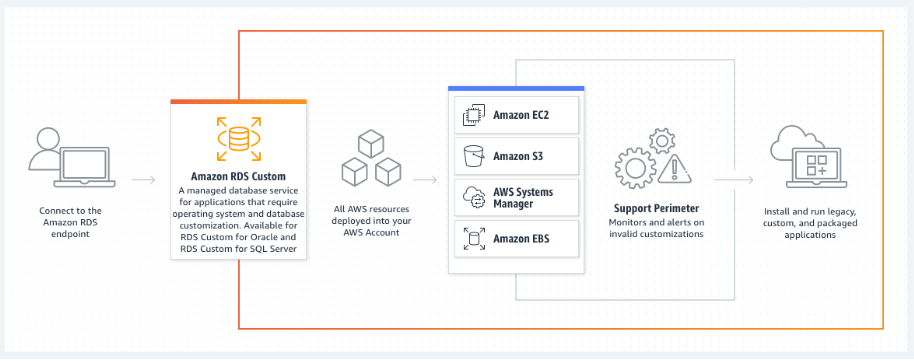 Connect to the
Amazon RDS
endpoint
Amazon RDS Custom
A managed database service
for applications that require
operating system and database
customization. Available for
RDS Custom for Oracle and
RDS Custom for SQL Server
All AWS resources
deployed into your
AWS Account
Amazon EC2
Amazon S3
AWS Systems
Manager
Amazon EBS
Support Perimeter
Monitors and alerts on
invalid customizations
Install and run legacy,
custom, and packaged
applications